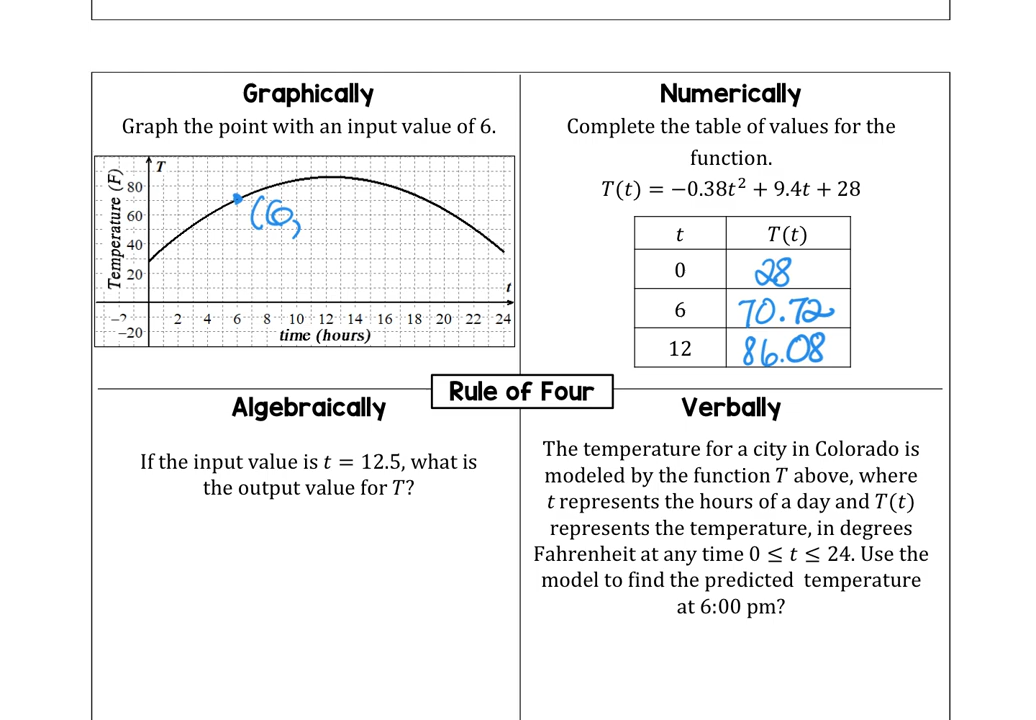 Graphically
Graph the point with an input value of 6.
Temperature (F)
T
80
60
40
20
(6,
t
−2
−20
2 4 6 8 10 12 14 16 18 20 22 24
time (hours)
Numerically
Complete the table of values for the
function.
T(t) = −0.38t² + 9.4t + 28
t T(t)
0 28
6 70.72
12 86.08
Rule of Four
Algebraically
If the input value is t = 12.5, what is
the output value for T?
Verbally
The temperature for a city in Colorado is
modeled by the function T above, where
t represents the hours of a day and T(t)
represents the temperature, in degrees
Fahrenheit at any time 0 ≤ t ≤ 24. Use the
model to find the predicted temperature
at 6:00 pm?